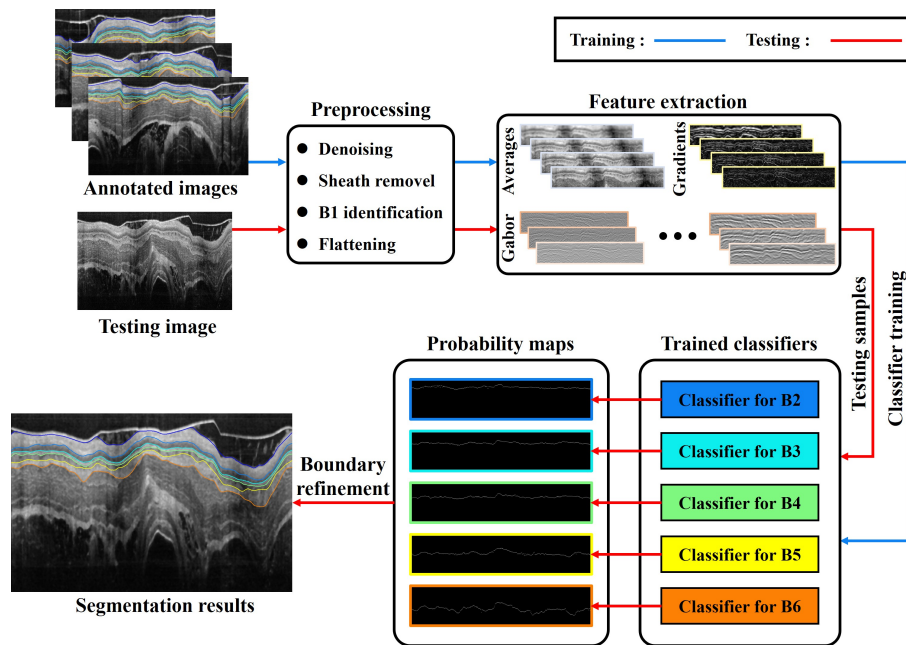 Training :
Testing :
Preprocessing
Feature extraction
Denoising
Sheath removel
B1 identification
Flattening
Averages
Gradients
Gabor
Annotated images
Testing image
Testing samples
Classifier training
Probability maps
Trained classifiers
Classifier for B2
Classifier for B3
Classifier for B4
Classifier for B5
Classifier for B6
Boundary
refinement
Segmentation results